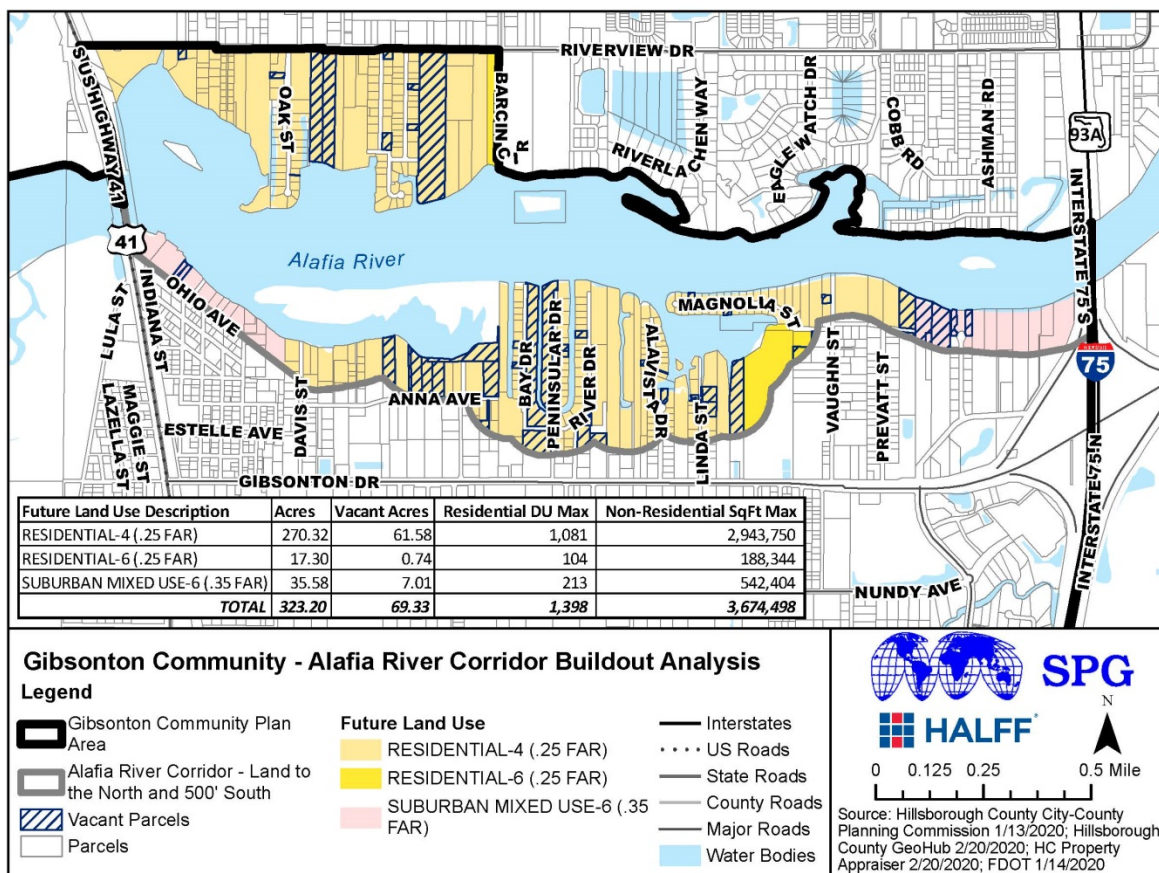 RIVERVIEW DR
S US HIGHWAY 41
OAK ST
BARCIN
RIVERLACHEN WAY
EAGLE WATCH DR
COBB RD
ASHMAN RD
93A
INTERSTATE 75 S
41
Alafia River
LULA ST
INDIANA ST
OHIO AVE
MAGNOLIA ST
BAY DR
PENINSULAR DR
RIVER DR
ALAVISTA DR
LINDA ST
VAUGHN ST
PREVATT ST
75
MAGGIE ST
LAZELLA ST
ESTELLE AVE
DAVIS ST
ANNA AVE
GIBSONTON DR
INTERSTATE 75 N
NUNDY AVE
Future Land Use Description Acres Vacant Acres Residential DU Max Non-Residential SqFt Max
RESIDENTIAL-4 (.25 FAR) 270.32 61.58 1,081 2,943,750
RESIDENTIAL-6 (.25 FAR) 17.30 0.74 104 188,344
SUBURBAN MIXED USE-6 (.35 FAR) 35.58 7.01 213 542,404
TOTAL 323.20 69.33 1,398 3,674,498
Gibsonton Community - Alafia River Corridor Buildout Analysis
Legend
Gibsonton Community Plan
Area
Alafia River Corridor - Land to
the North and 500' South
Vacant Parcels
Parcels
Future Land Use
RESIDENTIAL-4 (.25 FAR)
RESIDENTIAL-6 (.25 FAR)
SUBURBAN MIXED USE-6 (.35
FAR)
Interstates
US Roads
State Roads
County Roads
Major Roads
Water Bodies
SPG
HALFF
N
0 0.125 0.25 0.5 Mile
Source: Hillsborough County City-County
Planning Commission 1/13/2020; Hillsborough
County GeoHub 2/20/2020; HC Property
Appraiser 2/20/2020; FDOT 1/14/2020